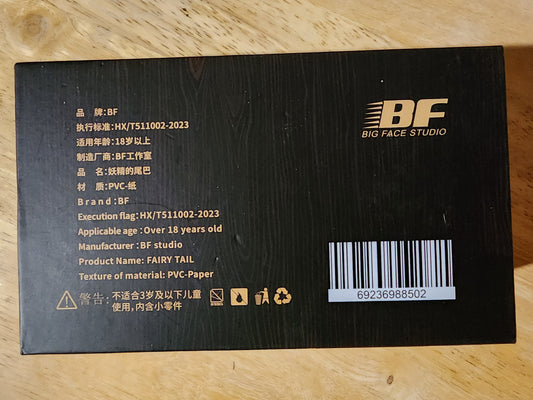 品 牌:BF
执行标准:HX/T511002-2023
适用年龄:18岁以上
制造厂商:BF工作室
品 名:妖精的尾巴
材 质:PVC-纸
Brand:BF
Execution flag:HX/T511002-2023
Applicable age:Over 18 years old
Manufacturer:BF studio
Product Name: FAIRY TAIL
Texture of material: PVC-Paper
警告:不适合3岁及以下儿童
使用,内含小零件
BF
BIG FACE STUDIO
69236988502